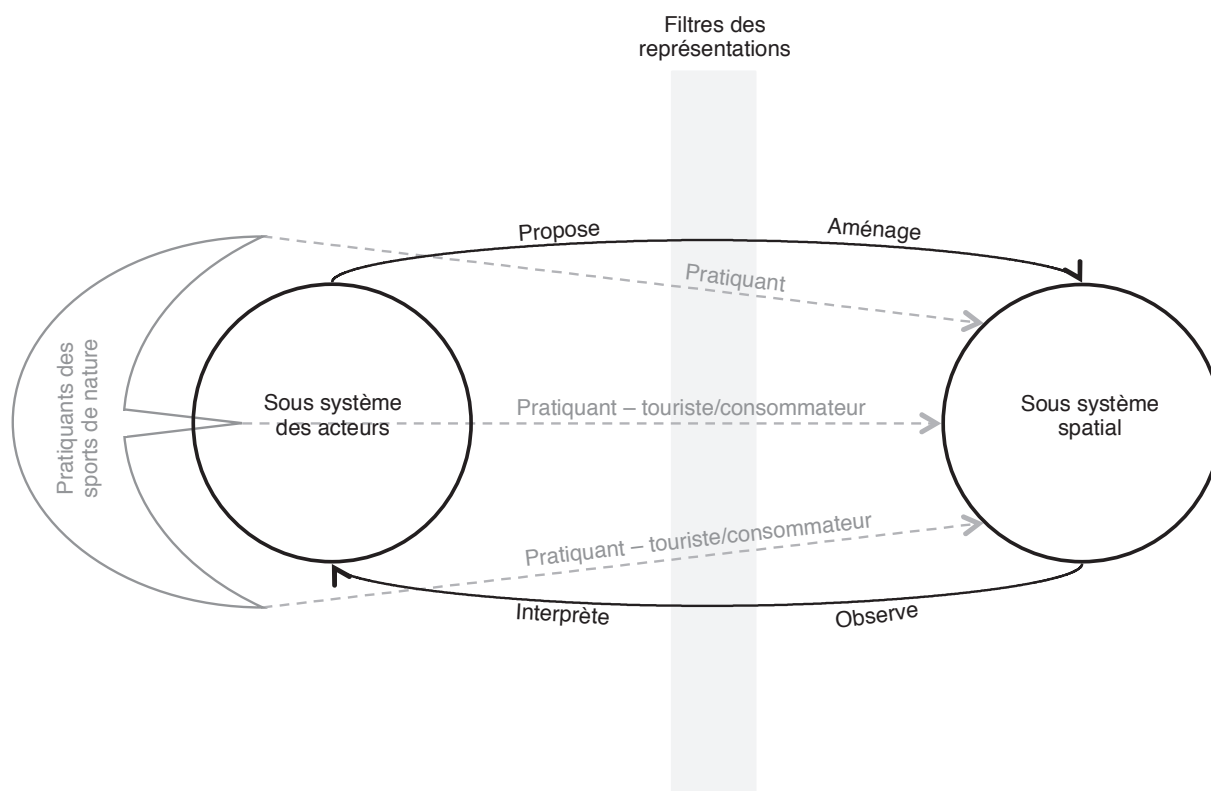 Filtres des
représentations
Propose
Aménage
Pratiquant
Pratiquants des
sports de nature
Sous système
des acteurs
Pratiquant – touriste/consommateur
Sous système
spatial
Pratiquant – touriste/consommateur
Interprète
Observe